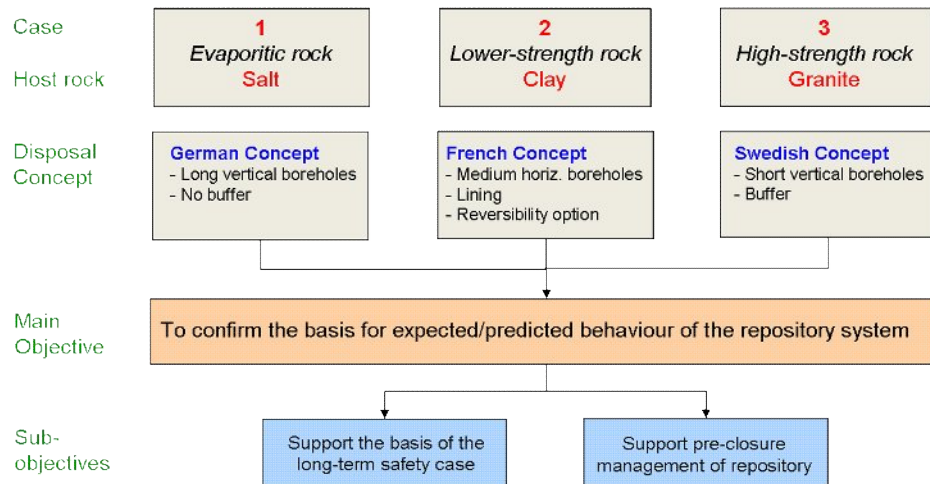 Case
1
Evaporitic rock
2
Lower-strength rock
3
High-strength rock
Host rock
Salt
Clay
Granite
Disposal
Concept
German Concept
- Long vertical boreholes
- No buffer
French Concept
- Medium horiz. boreholes
- Lining
- Reversibility option
Swedish Concept
- Short vertical boreholes
- Buffer
Main
Objective
To confirm the basis for expected/predicted behaviour of the repository system
Sub-
objectives
Support the basis of the
long-term safety case
Support pre-closure
management of repository